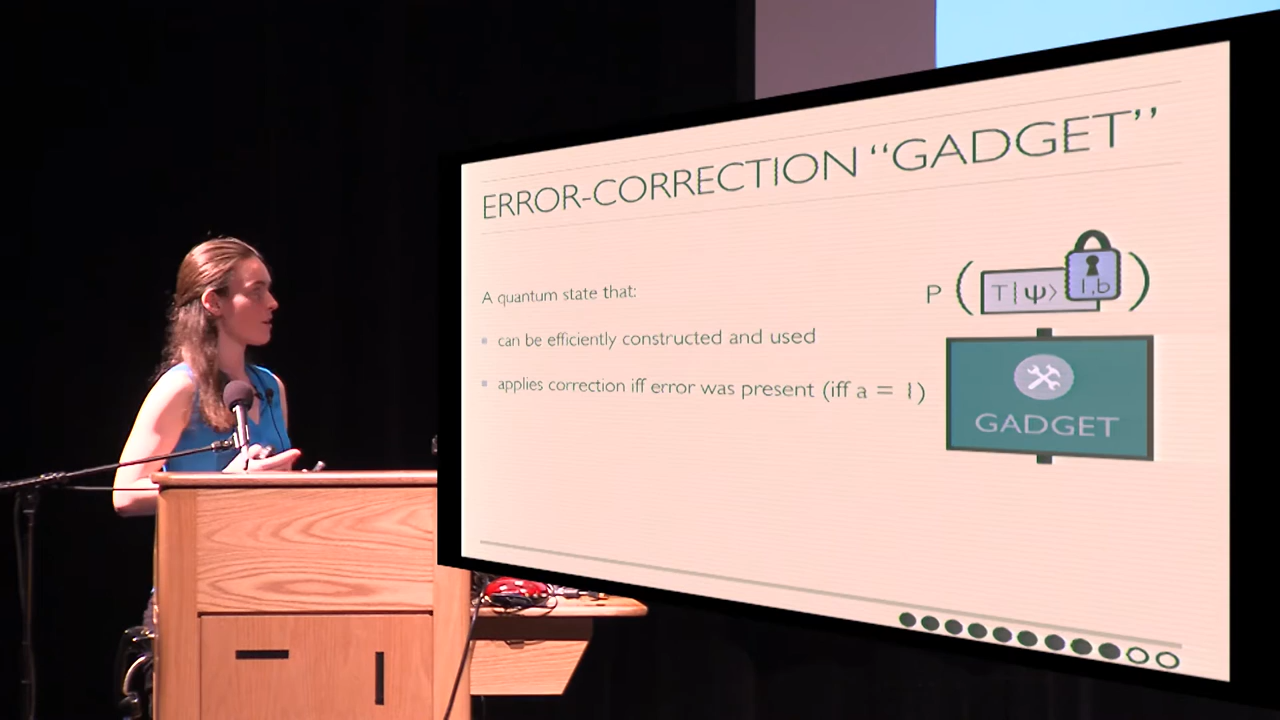 ERROR-CORRECTION “GADGET”
A quantum state that:
can be efficiently constructed and used
applies correction iff error was present (iff a = 1)
P ( T|ψ⟩ 1,b )
GADGET